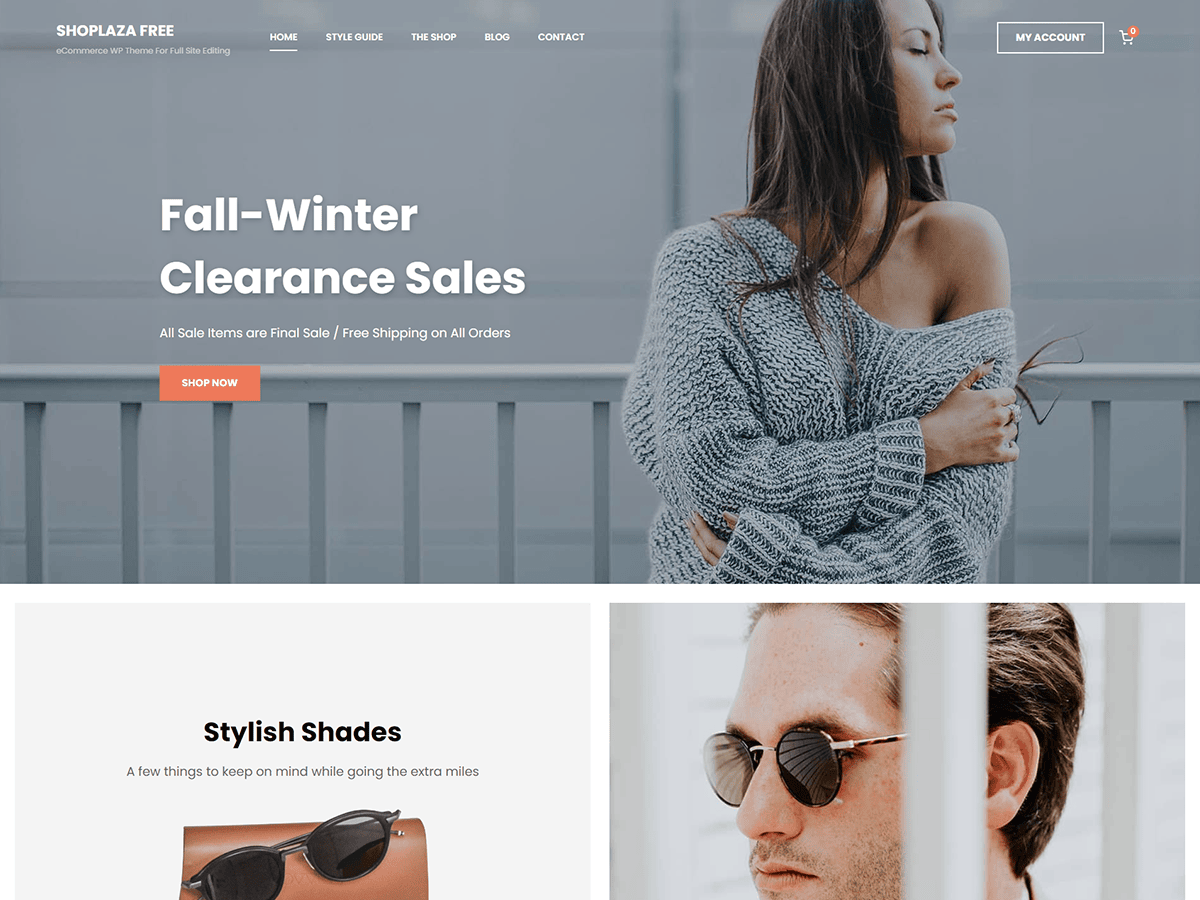 SHOPLAZA FREE
eCommerce WP Theme For Full Site Editing
HOME STYLE GUIDE THE SHOP BLOG CONTACT
MY ACCOUNT
0
Fall-Winter
Clearance Sales
All Sale Items are Final Sale / Free Shipping on All Orders
SHOP NOW
Stylish Shades
A few things to keep on mind while going the extra miles